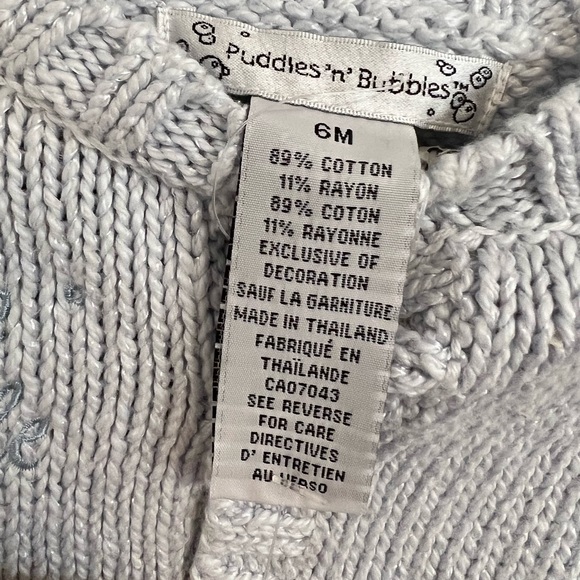 Puddles 'n' Bubbles™
6M
89% COTTON
11% RAYON
89% COTON
11% RAYONNE
EXCLUSIVE OF
DECORATION
SAUF LA GARNITURE
MADE IN THAILAND
FABRIQUÉ EN
THAÏLANDE
CA07043
SEE REVERSE
FOR CARE
DIRECTIVES
D' ENTRETIEN
AU VERSO